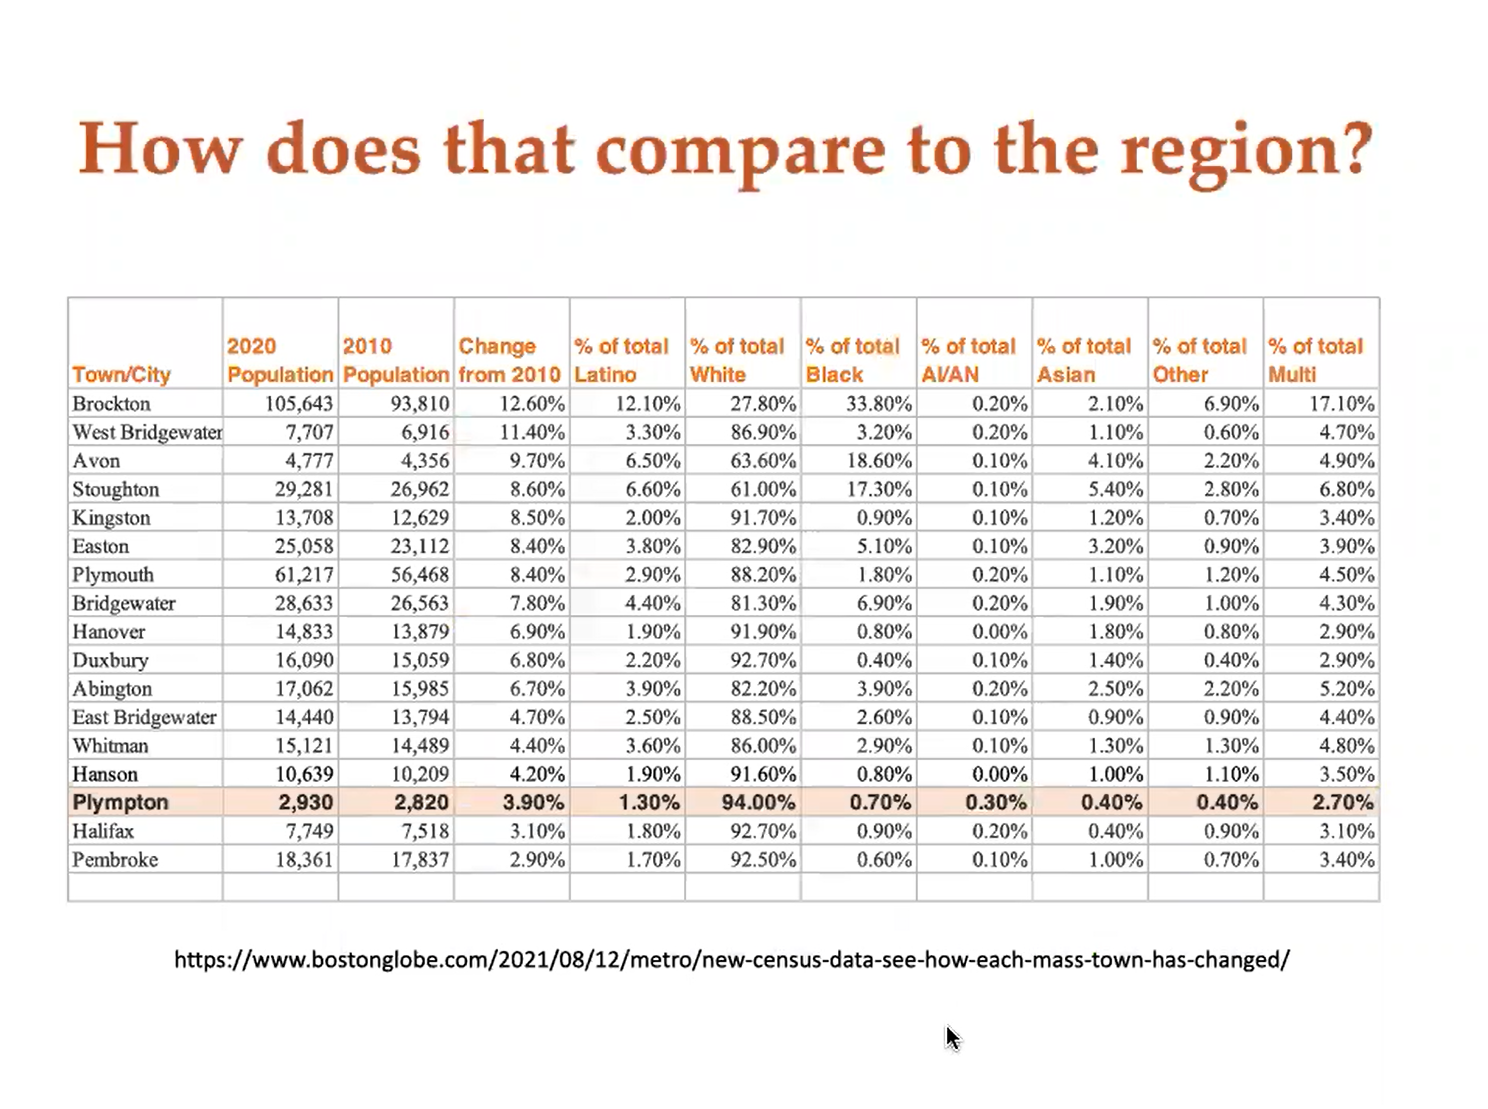 How does that compare to the region?
Town/City 2020 Population 2010 Population Change from 2010 % of total Latino % of total White % of total Black % of total AI/AN % of total Asian % of total Other % of total Multi
Brockton 105,643 93,810 12.60% 12.10% 27.80% 33.80% 0.20% 2.10% 6.90% 17.10%
West Bridgewater 7,707 6,916 11.40% 3.30% 86.90% 3.20% 0.20% 1.10% 0.60% 4.70%
Avon 4,777 4,356 9.70% 6.50% 63.60% 18.60% 0.10% 4.10% 2.20% 4.90%
Stoughton 29,281 26,962 8.60% 6.60% 61.00% 17.30% 0.10% 5.40% 2.80% 6.80%
Kingston 13,708 12,629 8.50% 2.00% 91.70% 0.90% 0.10% 1.20% 0.70% 3.40%
Easton 25,058 23,112 8.40% 3.80% 82.90% 5.10% 0.10% 3.20% 0.90% 3.90%
Plymouth 61,217 56,468 8.40% 2.90% 88.20% 1.80% 0.20% 1.10% 1.20% 4.50%
Bridgewater 28,633 26,563 7.80% 4.40% 81.30% 6.90% 0.20% 1.90% 1.00% 4.30%
Hanover 14,833 13,879 6.90% 1.90% 91.90% 0.80% 0.00% 1.80% 0.80% 2.90%
Duxbury 16,090 15,059 6.80% 2.20% 92.70% 0.40% 0.10% 1.40% 0.40% 2.90%
Abington 17,062 15,985 6.70% 3.90% 82.20% 3.90% 0.20% 2.50% 2.20% 5.20%
East Bridgewater 14,440 13,794 4.70% 2.50% 88.50% 2.60% 0.10% 0.90% 0.90% 4.40%
Whitman 15,121 14,489 4.40% 3.60% 86.00% 2.90% 0.10% 1.30% 1.30% 4.80%
Hanson 10,639 10,209 4.20% 1.90% 91.60% 0.80% 0.00% 1.00% 1.10% 3.50%
Plympton 2,930 2,820 3.90% 1.30% 94.00% 0.70% 0.30% 0.40% 0.40% 2.70%
Halifax 7,749 7,518 3.10% 1.80% 92.70% 0.90% 0.20% 0.40% 0.90% 3.10%
Pembroke 18,361 17,837 2.90% 1.70% 92.50% 0.60% 0.10% 1.00% 0.70% 3.40%
https://www.bostonglobe.com/2021/08/12/metro/new-census-data-see-how-each-mass-town-has-changed/